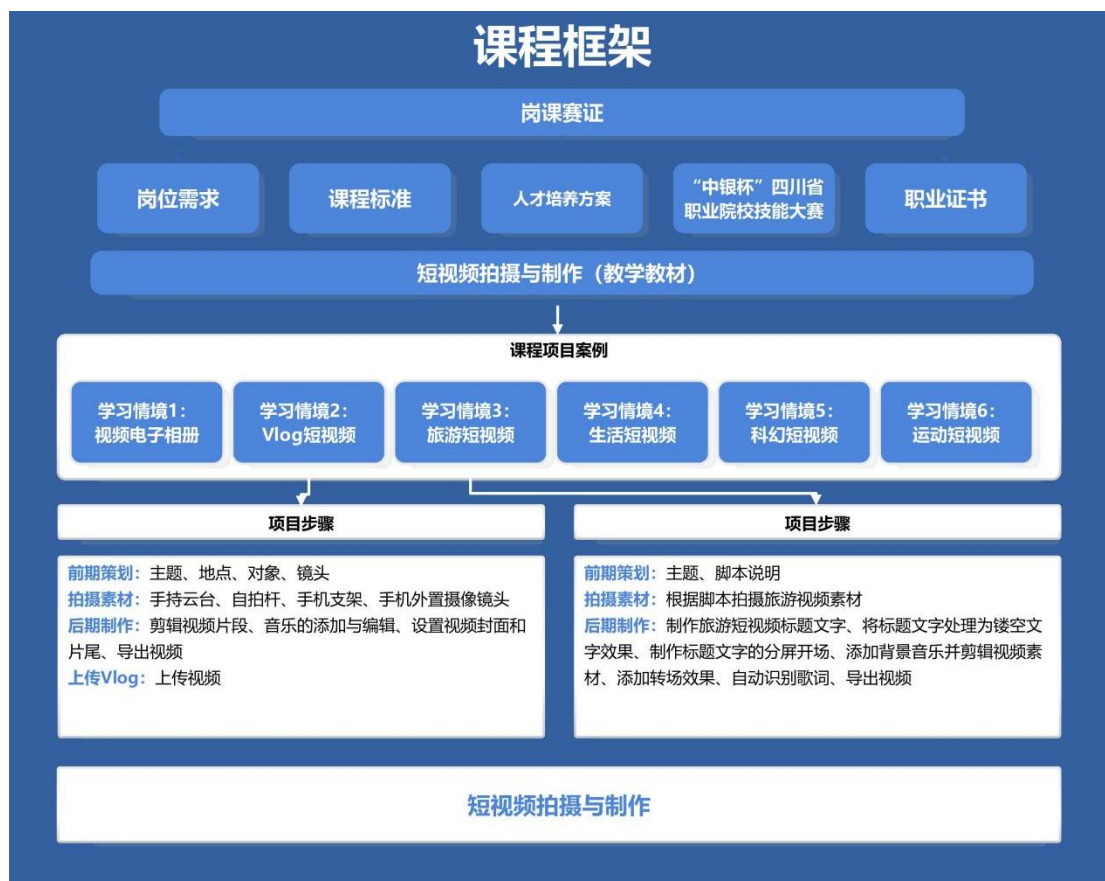 课程框架
岗课赛证
岗位需求
课程标准
人才培养方案
“中银杯”四川省
职业院校技能大赛
职业证书
短视频拍摄与制作（教学教材）
课程项目案例
学习情境1：
视频电子相册
学习情境2：
Vlog短视频
学习情境3：
旅游短视频
学习情境4：
生活短视频
学习情境5：
科幻短视频
学习情境6：
运动短视频
项目步骤
前期策划：主题、地点、对象、镜头
拍摄素材：手持云台、自拍杆、手机支架、手机外置摄像镜头
后期制作：剪辑视频片段、音乐的添加与编辑、设置视频封面和
片尾、导出视频
上传Vlog：上传视频
项目步骤
前期策划：主题、脚本说明
拍摄素材：根据脚本拍摄旅游视频素材
后期制作：制作旅游短视频标题文字、将标题文字处理为镂空文
字效果、制作标题文字的分屏开场、添加背景音乐并剪辑视频素
材、添加转场效果、自动识别歌词、导出视频
短视频拍摄与制作